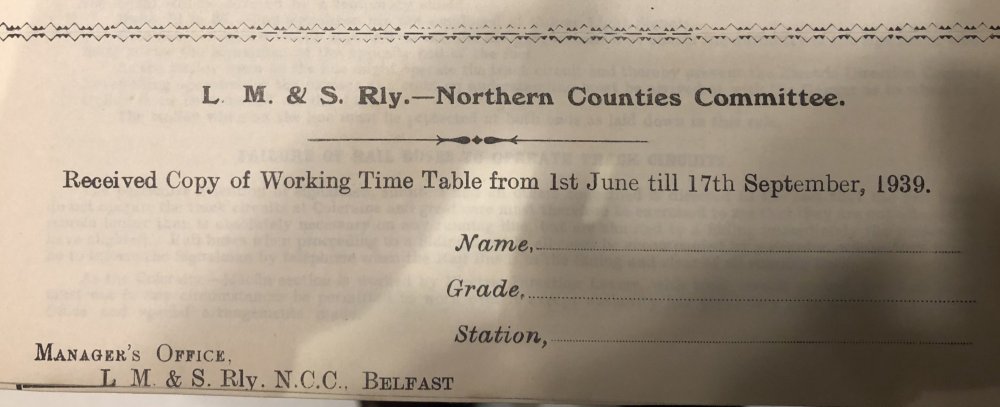 L. M. & S. Rly.—Northern Counties Committee.
Received Copy of Working Time Table from 1st June till 17th September, 1939.
Name,
Grade,
Station,
MANAGER'S OFFICE,
L. M. & S. Rly. N.C.C., BELFAST